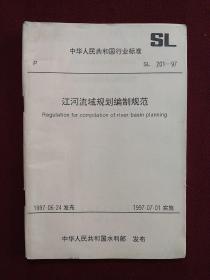 SL
中华人民共和国行业标准
P
SL 201—97
江河流域规划编制规范
Regulation for compilation of river basin planning
1997-06-24 发布
1997-07-01 实施
中华人民共和国水利部 发布